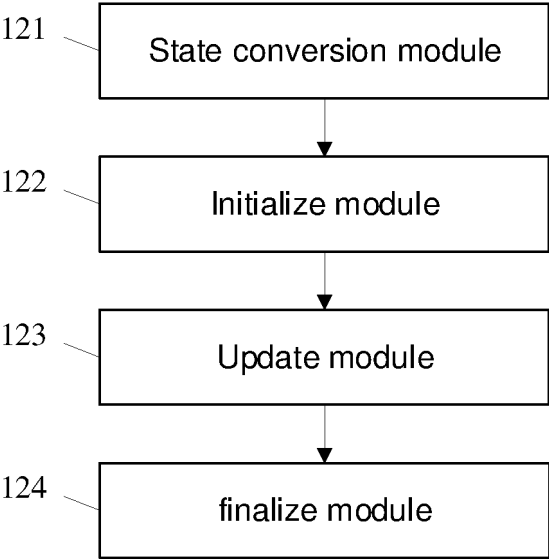 121
State conversion module
122
Initialize module
123
Update module
124
finalize module